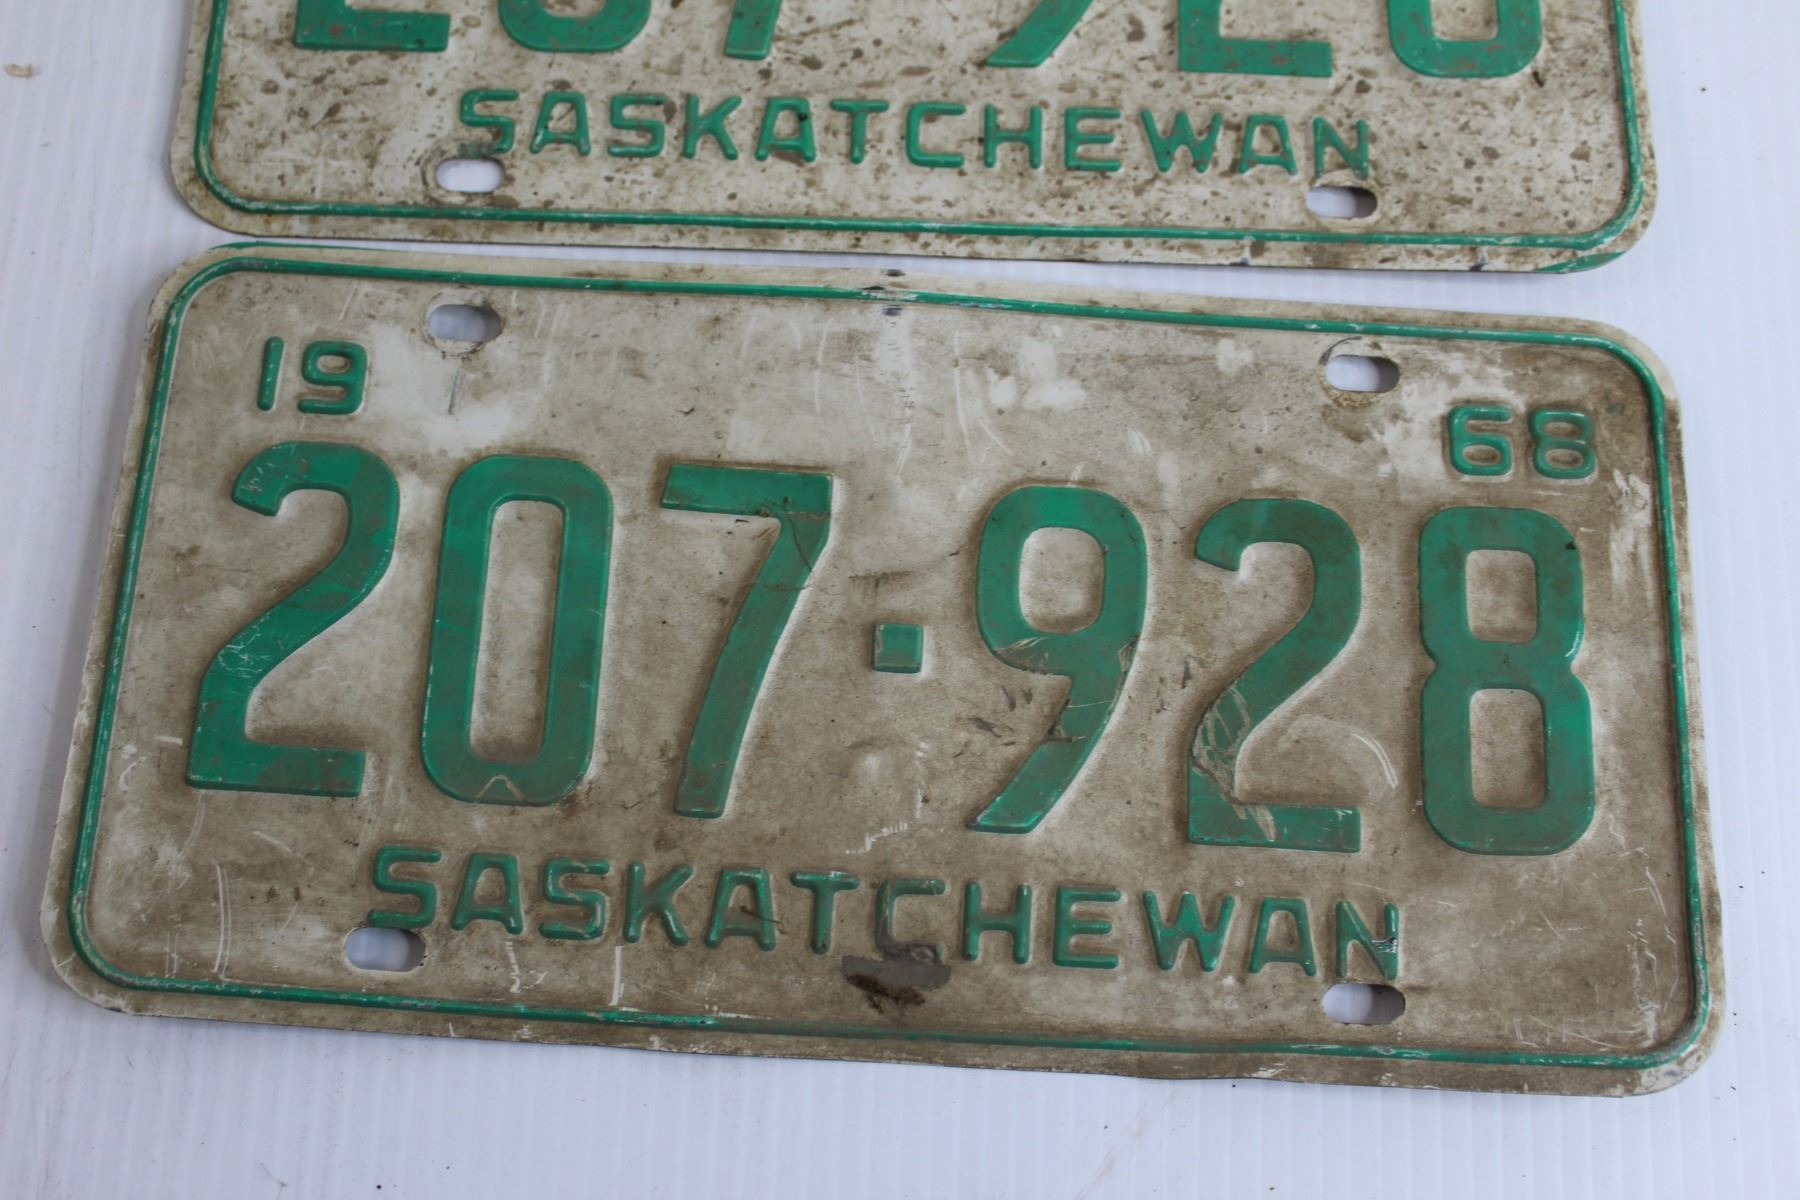 SASKATCHEWAN
19 68
207·928
SASKATCHEWAN